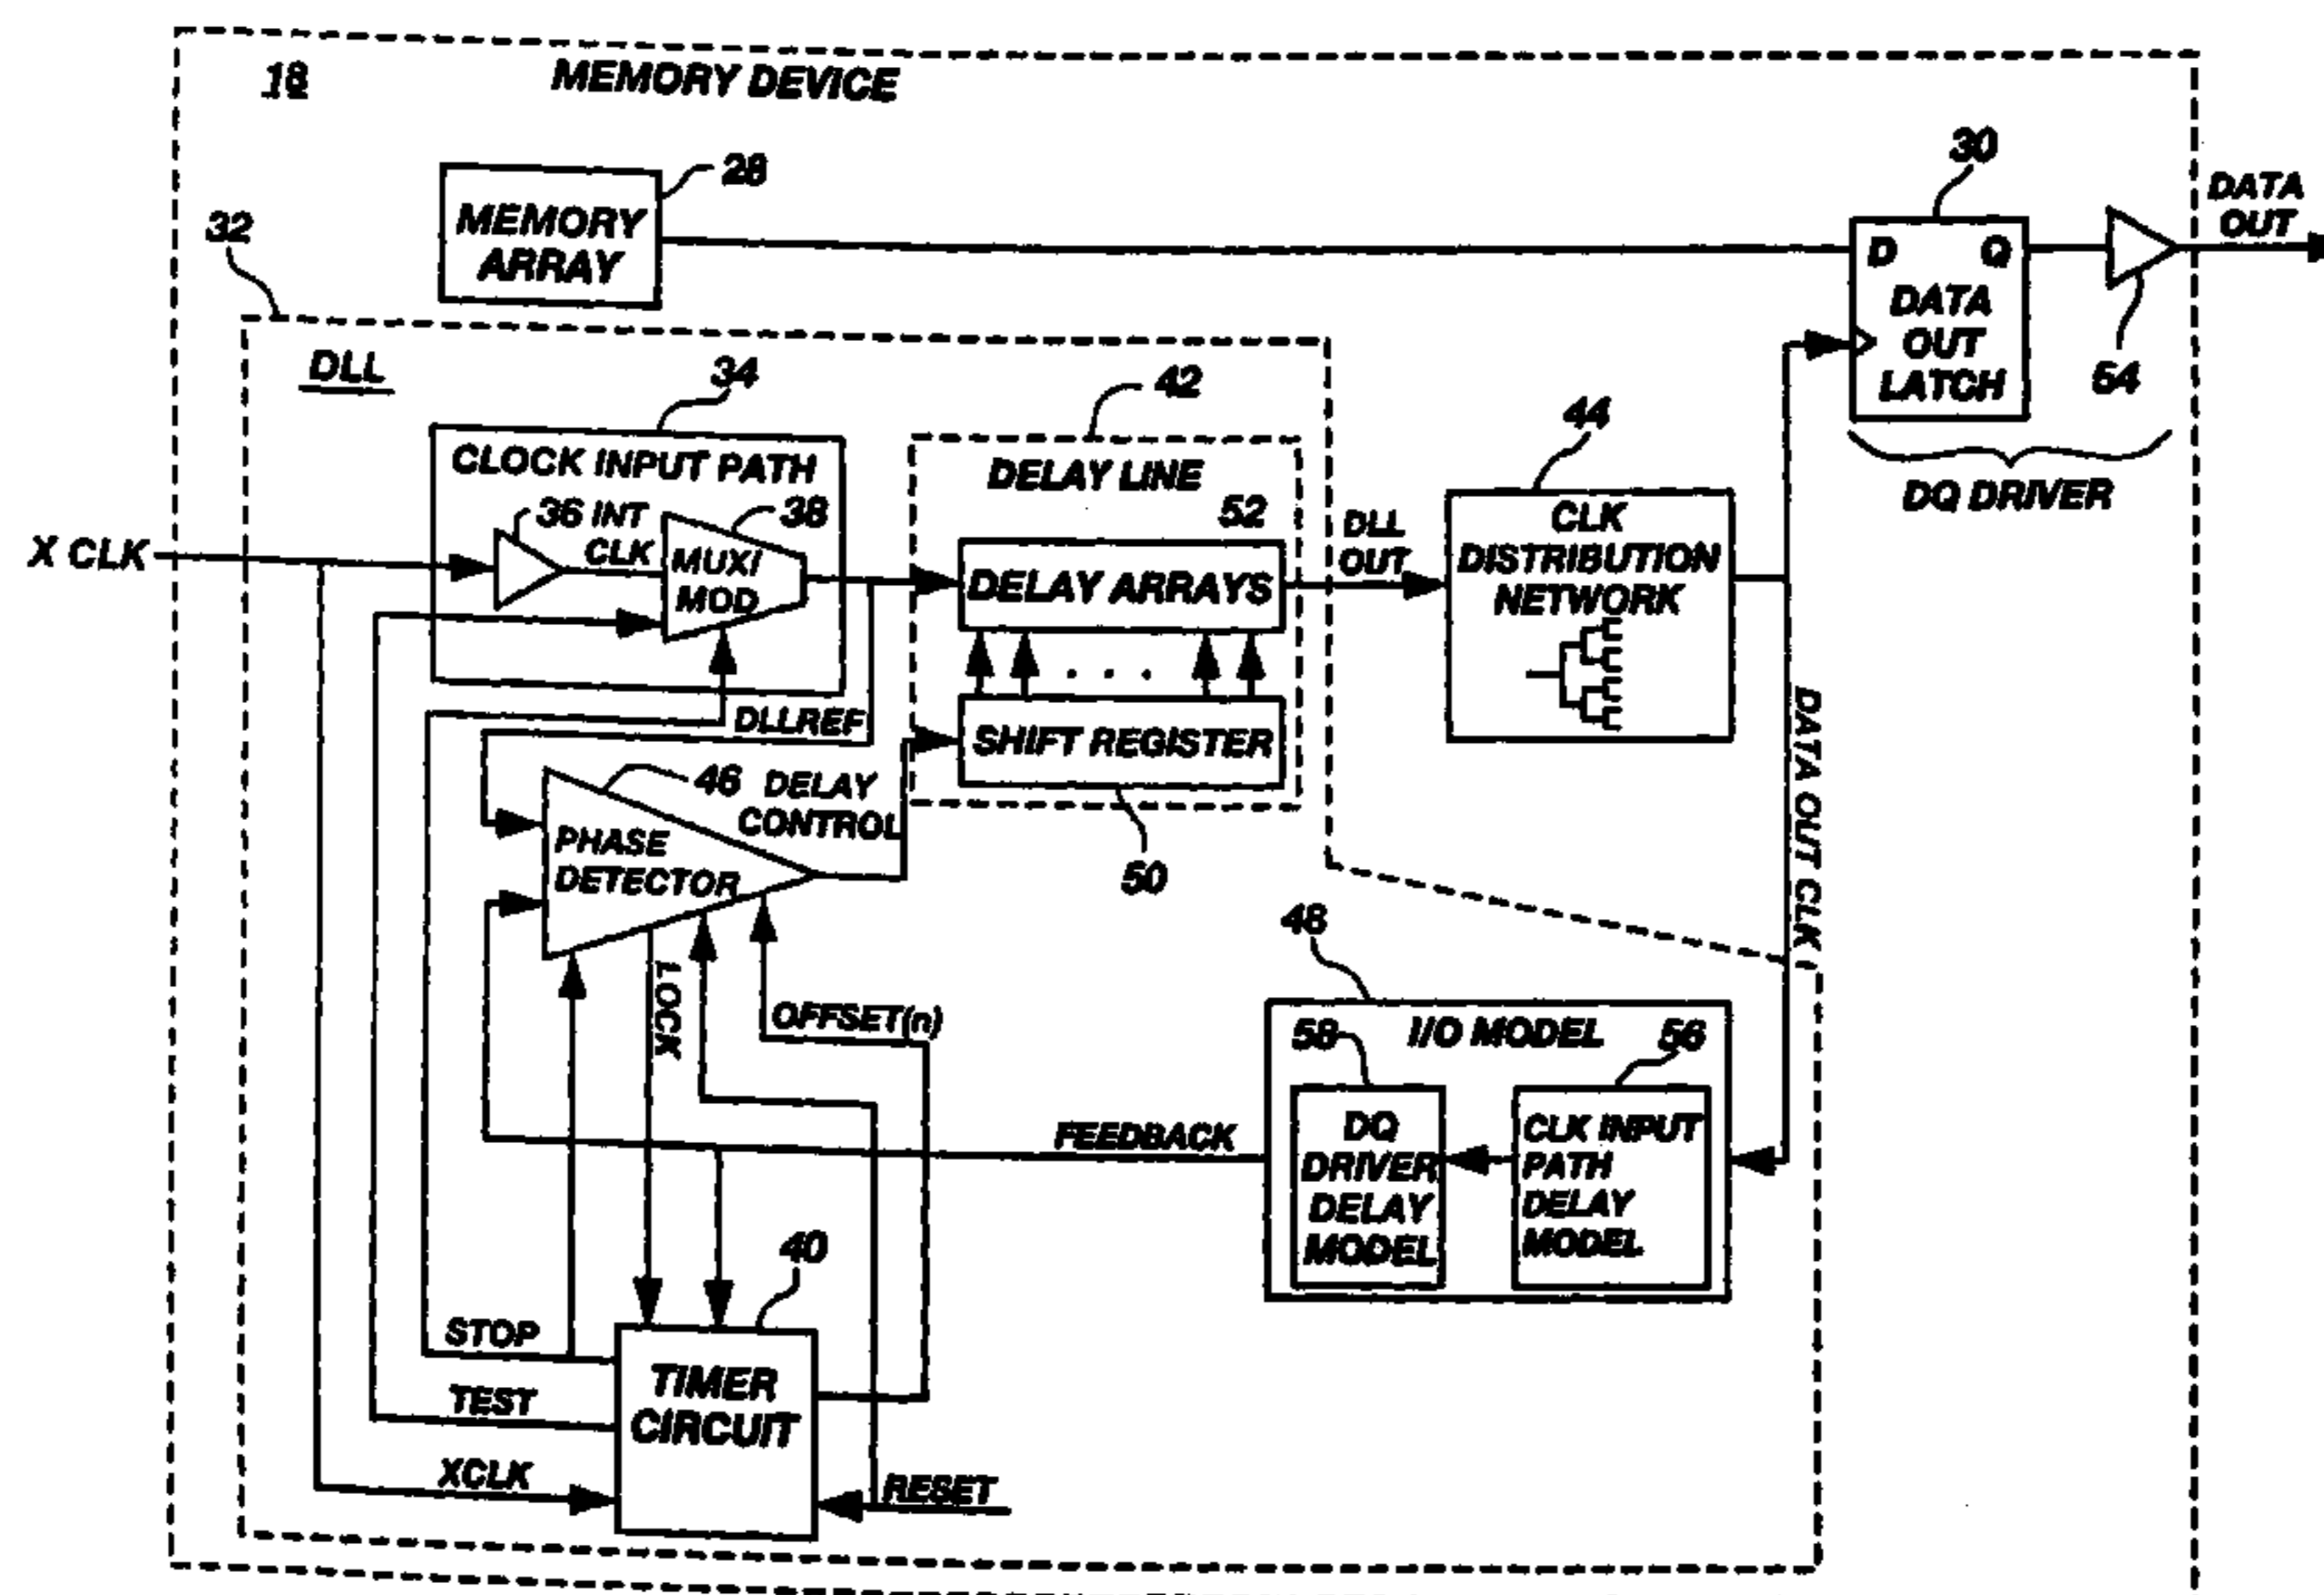 18
MEMORY DEVICE
28
MEMORY
ARRAY
30
D Q
DATA
OUT
LATCH
DATA
OUT
54
DQ DRIVER
32
DLL
34
CLOCK INPUT PATH
36 INT
CLK
38
MUXI
MOD
X CLK
42
DELAY LINE
52
DELAY ARRAYS
SHIFT REGISTER
50
DLL
OUT
44
CLK
DISTRIBUTION
NETWORK
DATA OUT CLK
DLLREF
46 DELAY
CONTROL
PHASE
DETECTOR
LOCK
OFFSET(n)
48
I/O MODEL
58
56
DQ
DRIVER
DELAY
MODEL
CLK INPUT
PATH
DELAY
MODEL
FEEDBACK
40
STOP
TEST
XCLK
TIMER
CIRCUIT
RESET